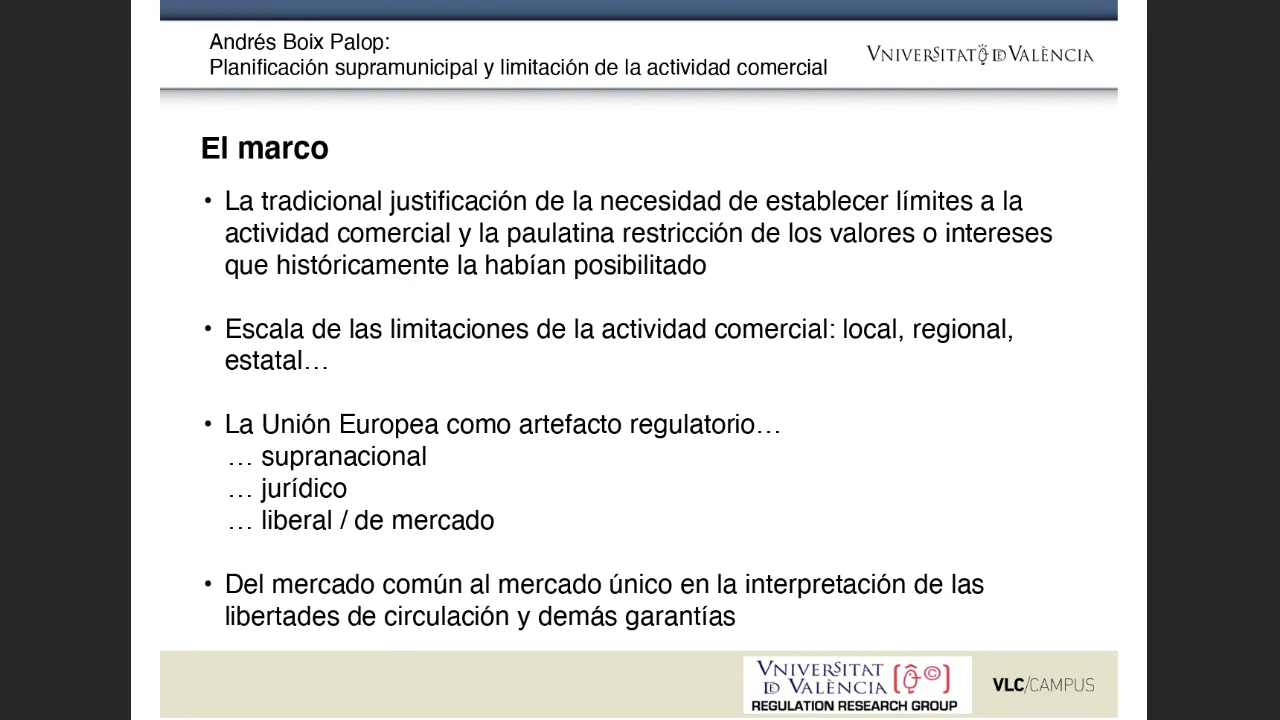 Andrés Boix Palop:
Planificación supramunicipal y limitación de la actividad comercial
VNIVERSITAT D VALÈNCIA
El marco
• La tradicional justificación de la necesidad de establecer límites a la
actividad comercial y la paulatina restricción de los valores o intereses
que históricamente la habían posibilitado
• Escala de las limitaciones de la actividad comercial: local, regional,
estatal…
• La Unión Europea como artefacto regulatorio…
… supranacional
… jurídico
… liberal / de mercado
• Del mercado común al mercado único en la interpretación de las
libertades de circulación y demás garantías
VNIVERSITAT
D VALÈNCIA
REGULATION RESEARCH GROUP
VLC/CAMPUS